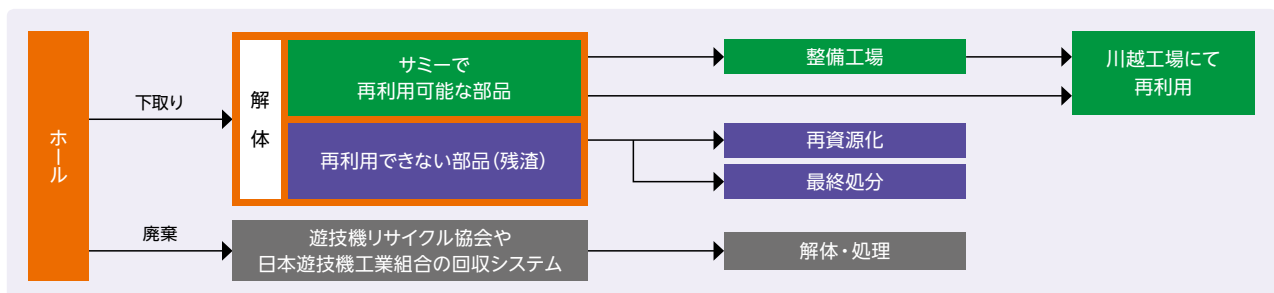 ホール
下取り
解体
サミーで
再利用可能な部品
整備工場
川越工場にて
再利用
再利用できない部品（残渣）
再資源化
最終処分
廃棄
遊技機リサイクル協会や
日本遊技機工業組合の回収システム
解体・処理